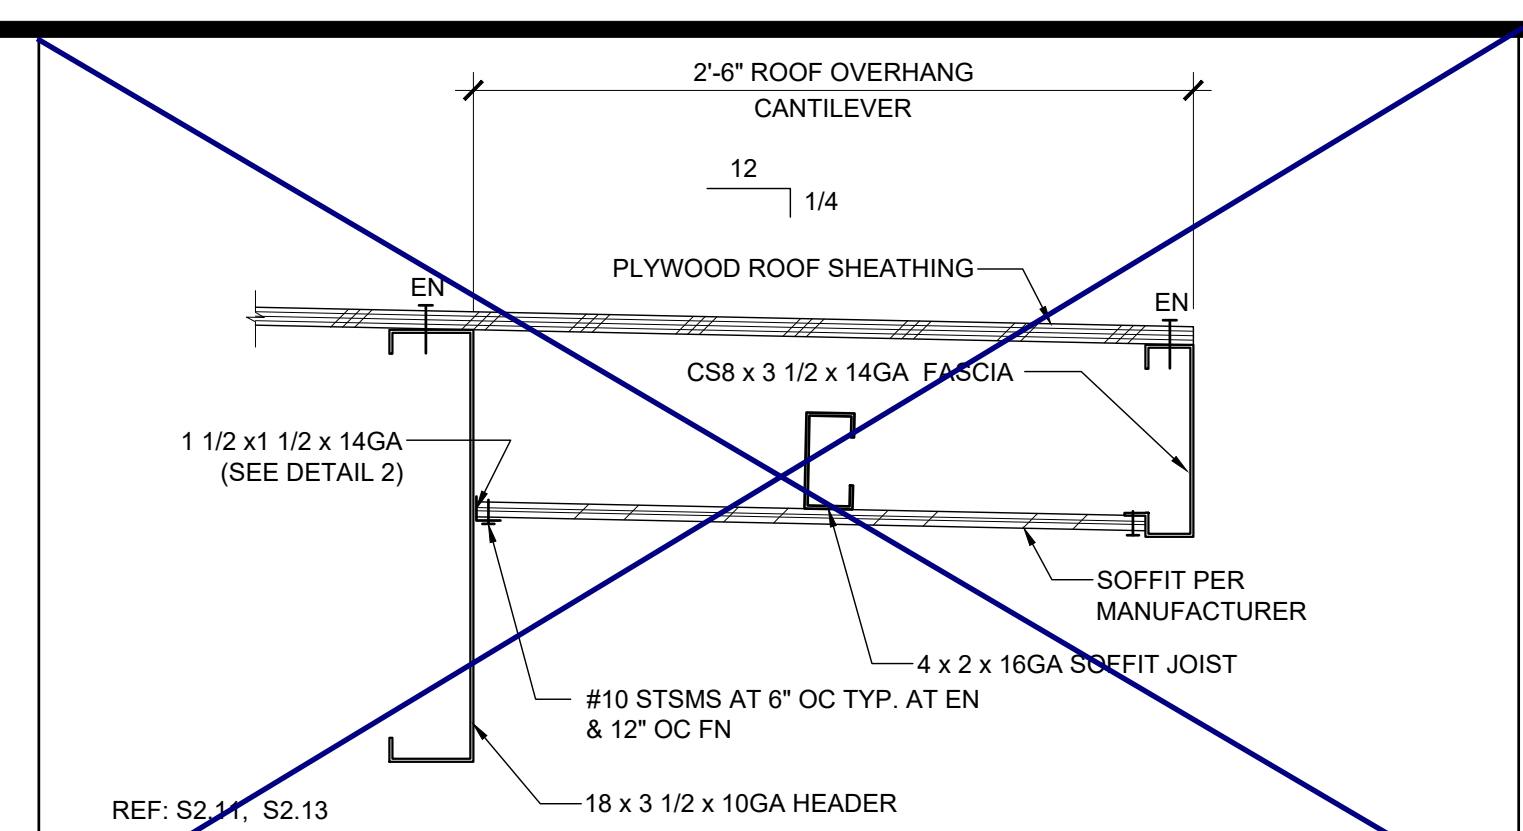 2'-6" ROOF OVERHANG
CANTILEVER
12
1/4
PLYWOOD ROOF SHEATHING
EN
EN
CS8 x 3 1/2 x 14GA FASCIA
1 1/2 x1 1/2 x 14GA
(SEE DETAIL 2)
SOFFIT PER
MANUFACTURER
4 x 2 x 16GA SOFFIT JOIST
#10 STSMS AT 6" OC TYP. AT EN
& 12" OC FN
18 x 3 1/2 x 10GA HEADER
REF: S2.11, S2.13